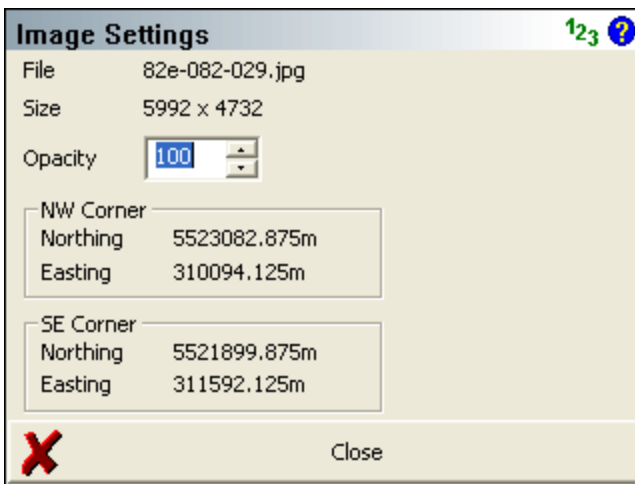 Image Settings 123
File 82e-082-029.jpg
Size 5992 x 4732
Opacity 100
NW Corner
Northing 5523082.875m
Easting 310094.125m
SE Corner
Northing 5521899.875m
Easting 311592.125m
Close